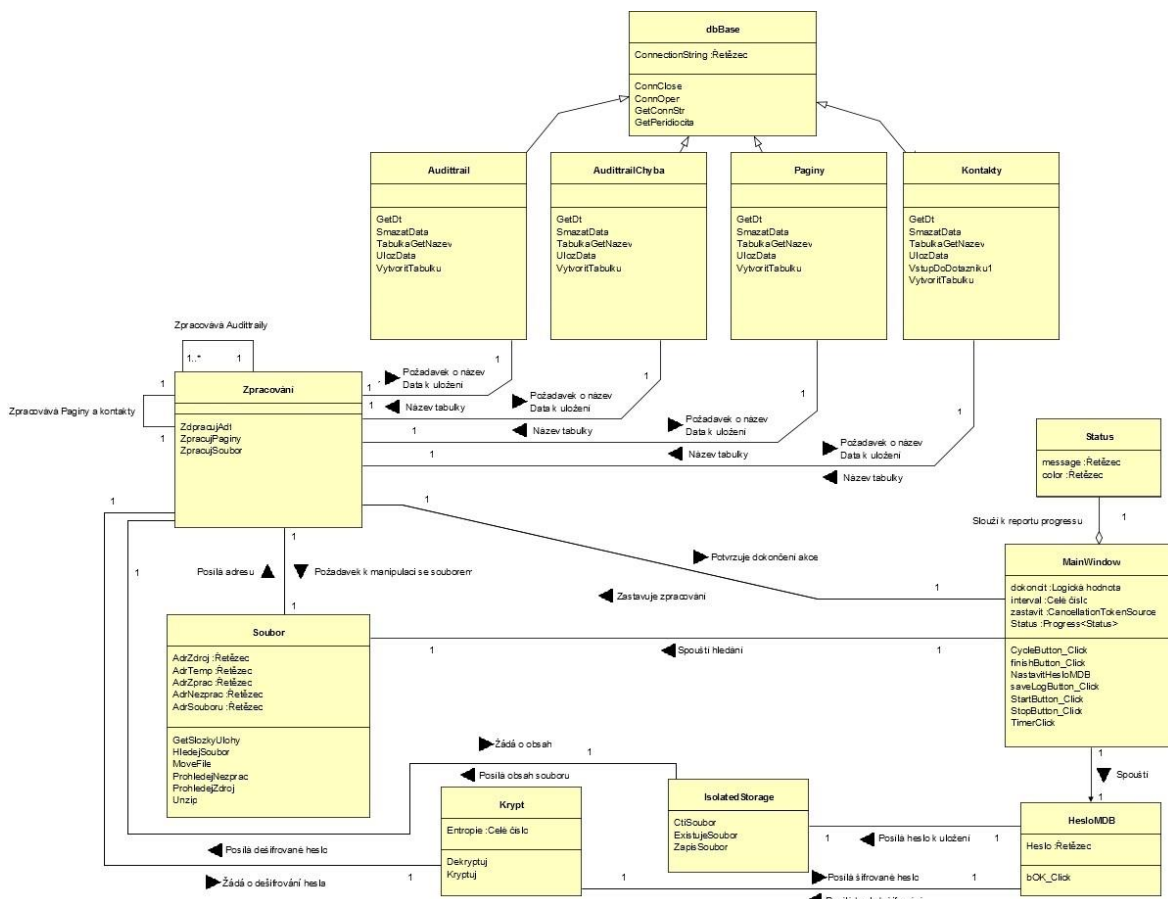 dbBase
ConnectionString :Řetězec
ConnClose
ConnOper
GetConnStr
GetPeridiocita
Audittrail
GetDt
SmazatData
TabulkaGetNazev
UlozData
VytvoritTabulku
AudittrailChyba
GetDt
SmazatData
TabulkaGetNazev
UlozData
VytvoritTabulku
Paginy
GetDt
SmazatData
TabulkaGetNazev
UlozData
VytvoritTabulku
Kontakty
GetDt
SmazatData
TabulkaGetNazev
UlozData
VstupDoDotazniku1
VytvoritTabulku
Zpracovává Audittraily
1..*
1
1
Zpracovává Paginy a kontakty
1
Zpracování
ZdpracujAdt
ZpracujPaginy
ZpracujSoubor
1
Požadavek o název
Data k uložení
1
Název tabulky
1
Požadavek o název
Data k uložení
1
Název tabulky
1
Požadavek o název
Data k uložení
1
Název tabulky
1
Požadavek o název
Data k uložení
1
Název tabulky
Status
message :Řetězec
color :Řetězec
Slouží k reportu progressu
1
1
MainWindow
dokoncit :Logická hodnota
interval :Celé číslo
zastavit :CancellationTokenSource
Status :Progress<Status>
CycleButton_Click
finishButton_Click
NastavitHesloMDB
saveLogButton_Click
StartButton_Click
StopButton_Click
TimerClick
1
Potvrzuje dokončení akce
1
Zastavuje zpracování
1
1
1
Posílá adresu
Požadavek k manipulaci se souborem
1
Soubor
AdrZdroj :Řetězec
AdrTemp :Řetězec
AdrZprac :Řetězec
AdrNezprac :Řetězec
AdrSouboru :Řetězec
GetSlozkyUlohy
HledejSoubor
MoveFile
ProhledejNezprac
ProhledejZdroj
Unzip
1
Spouští hledání
1
Žádá o obsah
1
Posílá obsah souboru
1
Spouští
1
Krypt
Entropie :Celé číslo
Dekryptuj
Kryptuj
IsolatedStorage
CtiSoubor
ExistujeSoubor
ZapisSoubor
HesloMDB
Heslo :Řetězec
bOK_Click
1
Posílá heslo k uložení
1
Posílá dešifrované heslo
Žádá o dešifrování hesla
1
1
Posílá šifrované heslo
1